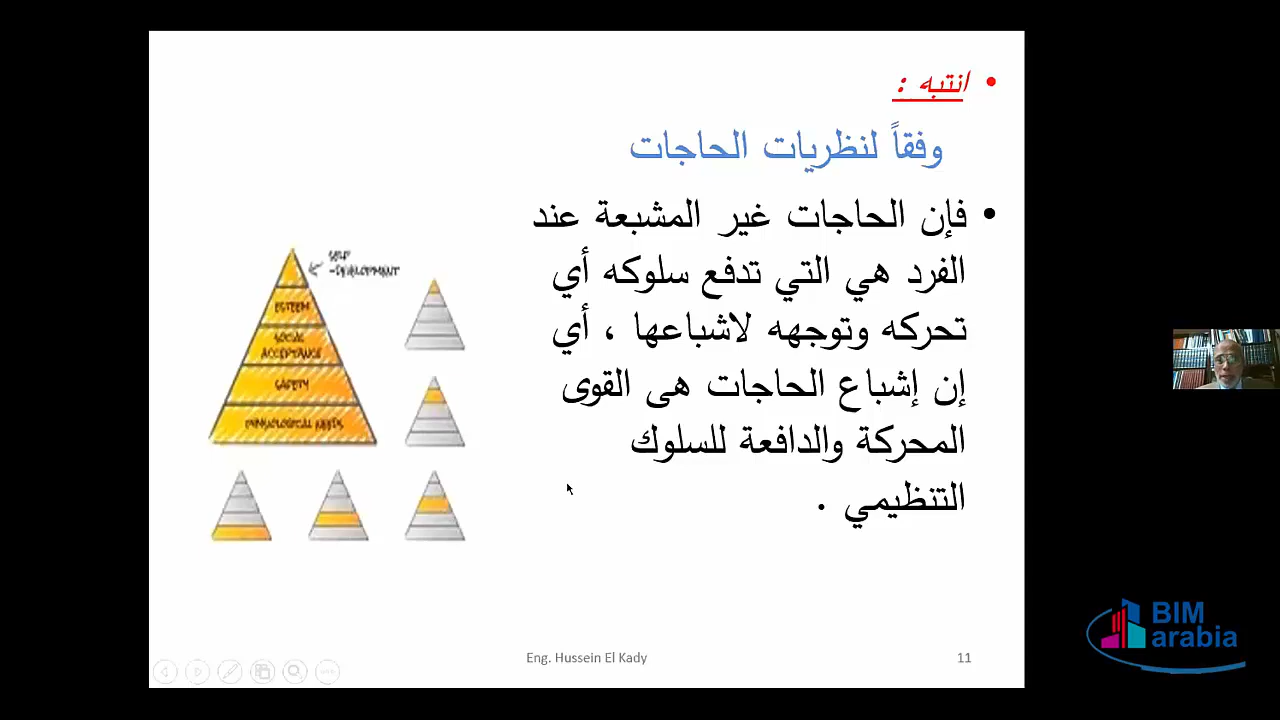 انتبه :
وفقاً لنظريات الحاجات
فإن الحاجات غير المشبعة عند
الفرد هي التي تدفع سلوكه أي
تحركه وتوجهه لاشباعها ، أي
إن إشباع الحاجات هى القوى
المحركة والدافعة للسلوك
التنظيمي .
SELF
-DEVELOPMENT
ESTEEM
SOCIAL
ACCEPTANCE
SAFETY
PHYSIOLOGICAL NEEDS
Eng. Hussein El Kady
11
BIM
arabia